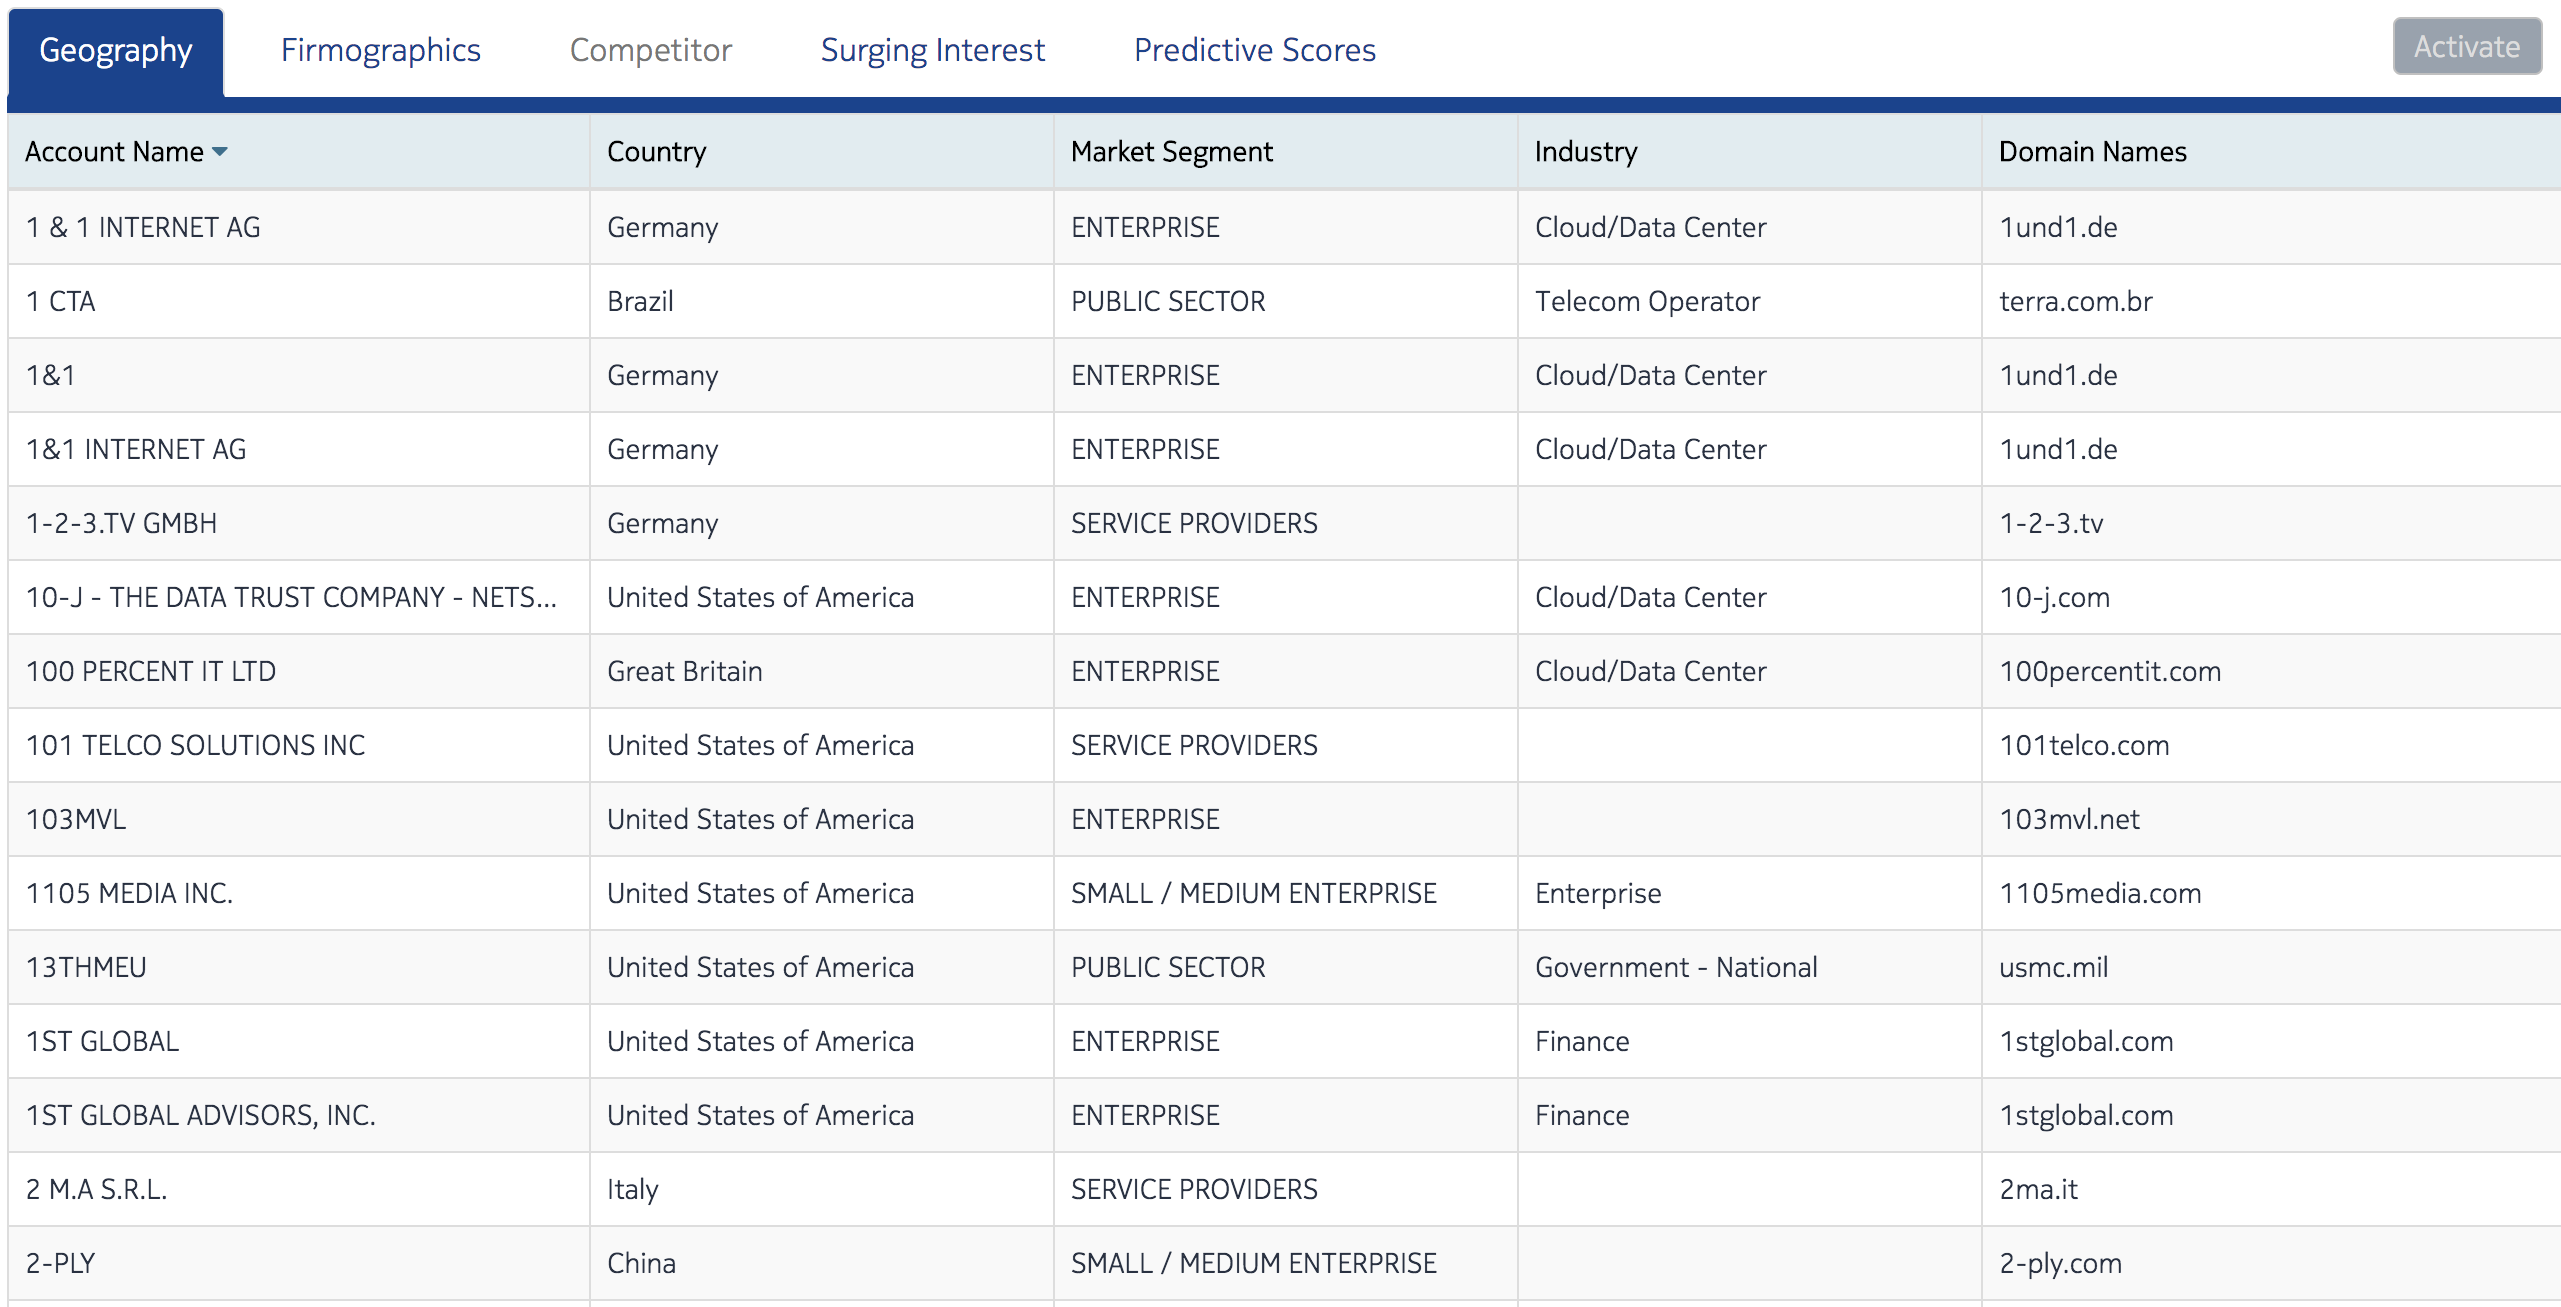 Geography Firmographics Competitor Surging Interest Predictive Scores Activate
Account Name Country Market Segment Industry Domain Names
1 & 1 INTERNET AG Germany ENTERPRISE Cloud/Data Center 1und1.de
1 CTA Brazil PUBLIC SECTOR Telecom Operator terra.com.br
1&1 Germany ENTERPRISE Cloud/Data Center 1und1.de
1&1 INTERNET AG Germany ENTERPRISE Cloud/Data Center 1und1.de
1-2-3.TV GMBH Germany SERVICE PROVIDERS 1-2-3.tv
10-J - THE DATA TRUST COMPANY - NETS... United States of America ENTERPRISE Cloud/Data Center 10-j.com
100 PERCENT IT LTD Great Britain ENTERPRISE Cloud/Data Center 100percentit.com
101 TELCO SOLUTIONS INC United States of America SERVICE PROVIDERS 101telco.com
103MVL United States of America ENTERPRISE 103mvl.net
1105 MEDIA INC. United States of America SMALL / MEDIUM ENTERPRISE Enterprise 1105media.com
13THMEU United States of America PUBLIC SECTOR Government - National usmc.mil
1ST GLOBAL United States of America ENTERPRISE Finance 1stglobal.com
1ST GLOBAL ADVISORS, INC. United States of America ENTERPRISE Finance 1stglobal.com
2 M.A S.R.L. Italy SERVICE PROVIDERS 2ma.it
2-PLY China SMALL / MEDIUM ENTERPRISE 2-ply.com